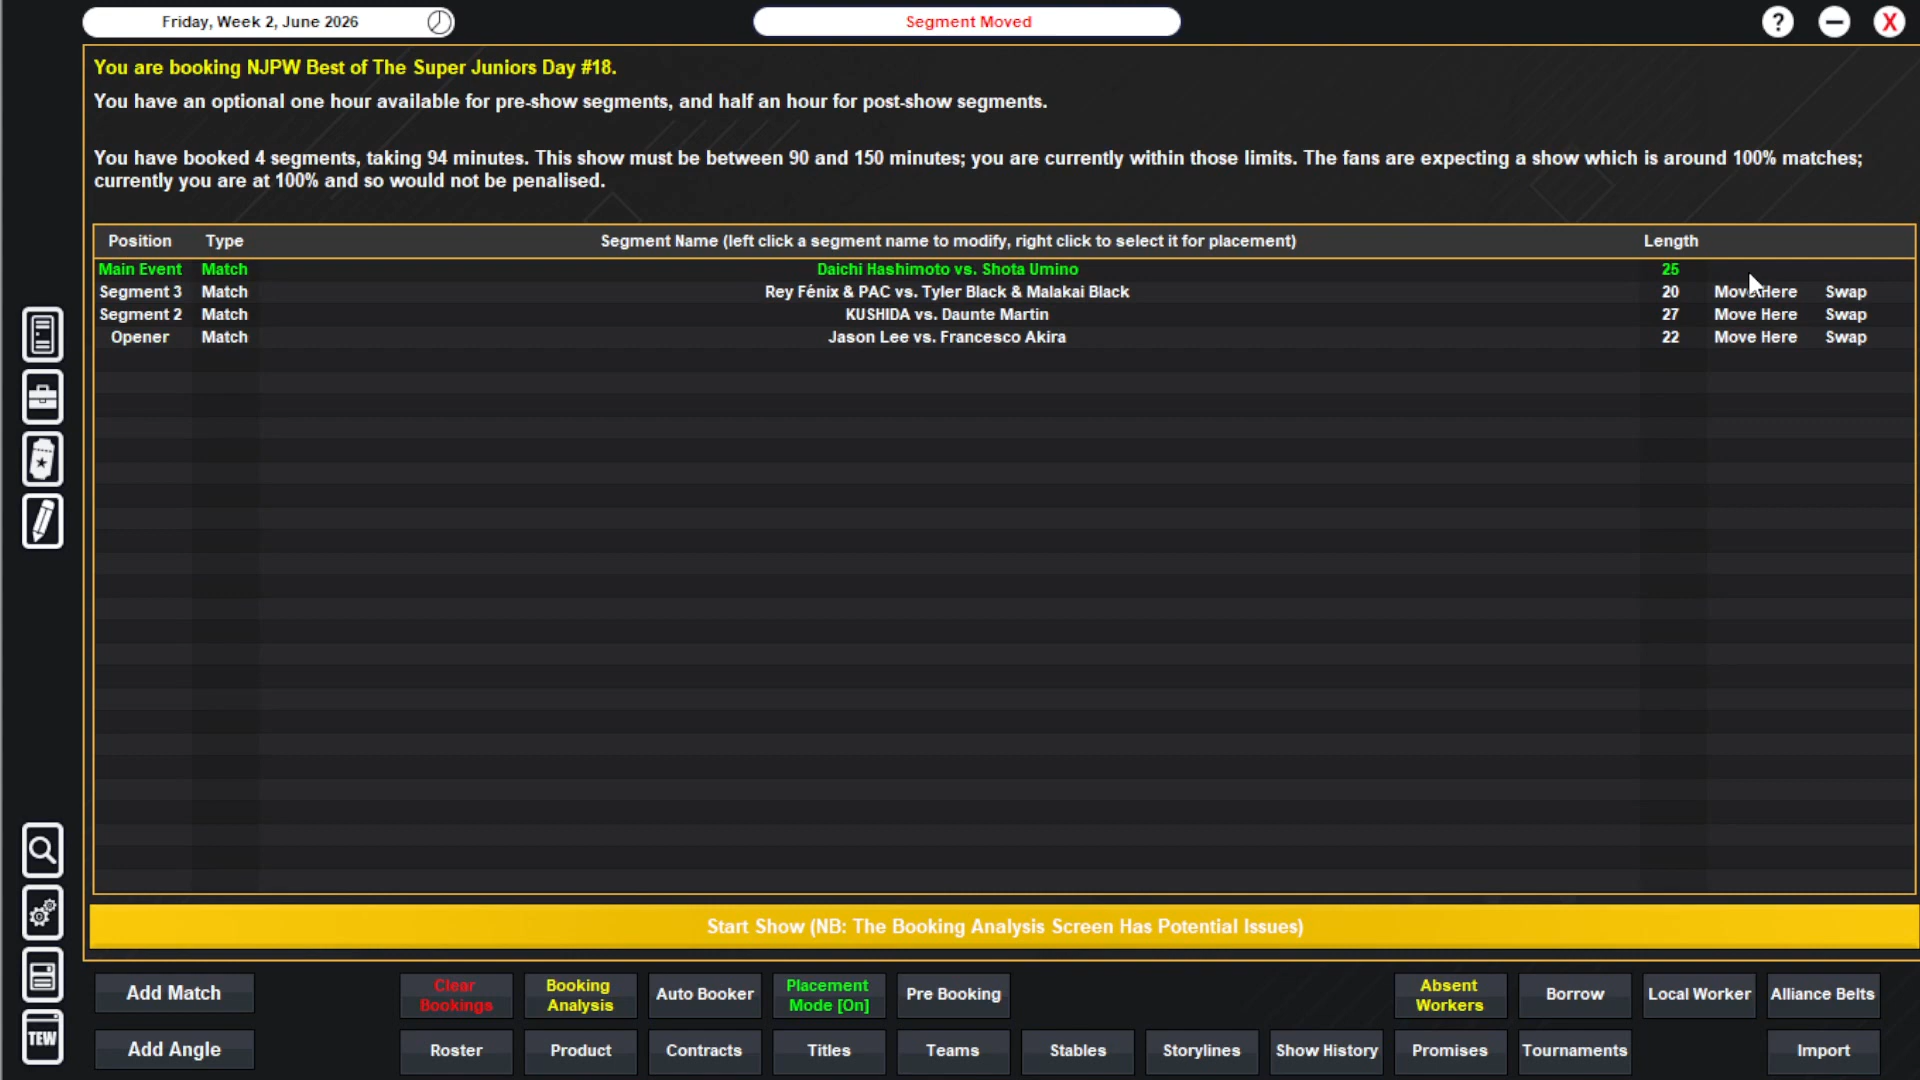 Friday, Week 2, June 2026
Segment Moved
?
X
You are booking NJPW Best of The Super Juniors Day #18.
You have an optional one hour available for pre-show segments, and half an hour for post-show segments.
You have booked 4 segments, taking 94 minutes. This show must be between 90 and 150 minutes; you are currently within those limits. The fans are expecting a show which is around 100% matches;
currently you are at 100% and so would not be penalised.
Position Type Segment Name (left click a segment name to modify, right click to select it for placement) Length
Main Event Match Daichi Hashimoto vs. Shota Umino 25
Segment 3 Match Rey Fénix & PAC vs. Tyler Black & Malakai Black 20 Move Here Swap
Segment 2 Match KUSHIDA vs. Daunte Martin 27 Move Here Swap
Opener Match Jason Lee vs. Francesco Akira 22 Move Here Swap
Start Show (NB: The Booking Analysis Screen Has Potential Issues)
Add Match
Clear Bookings
Booking Analysis
Auto Booker
Placement Mode [On]
Pre Booking
Absent Workers
Borrow
Local Worker
Alliance Belts
TEW
Add Angle
Roster
Product
Contracts
Titles
Teams
Stables
Storylines
Show History
Promises
Tournaments
Import